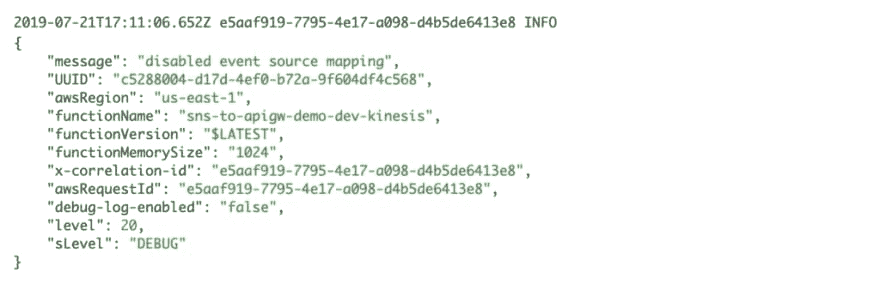 2019-07-21T17:11:06.652Z e5aaf919-7795-4e17-a098-d4b5de6413e8 INFO
{
    "message": "disabled event source mapping",
    "UUID": "c5288004-d17d-4ef0-b72a-9f604df4c568",
    "awsRegion": "us-east-1",
    "functionName": "sns-to-apigw-demo-dev-kinesis",
    "functionVersion": "$LATEST",
    "functionMemorySize": "1024",
    "x-correlation-id": "e5aaf919-7795-4e17-a098-d4b5de6413e8",
    "awsRequestId": "e5aaf919-7795-4e17-a098-d4b5de6413e8",
    "debug-log-enabled": "false",
    "level": 20,
    "sLevel": "DEBUG"
}